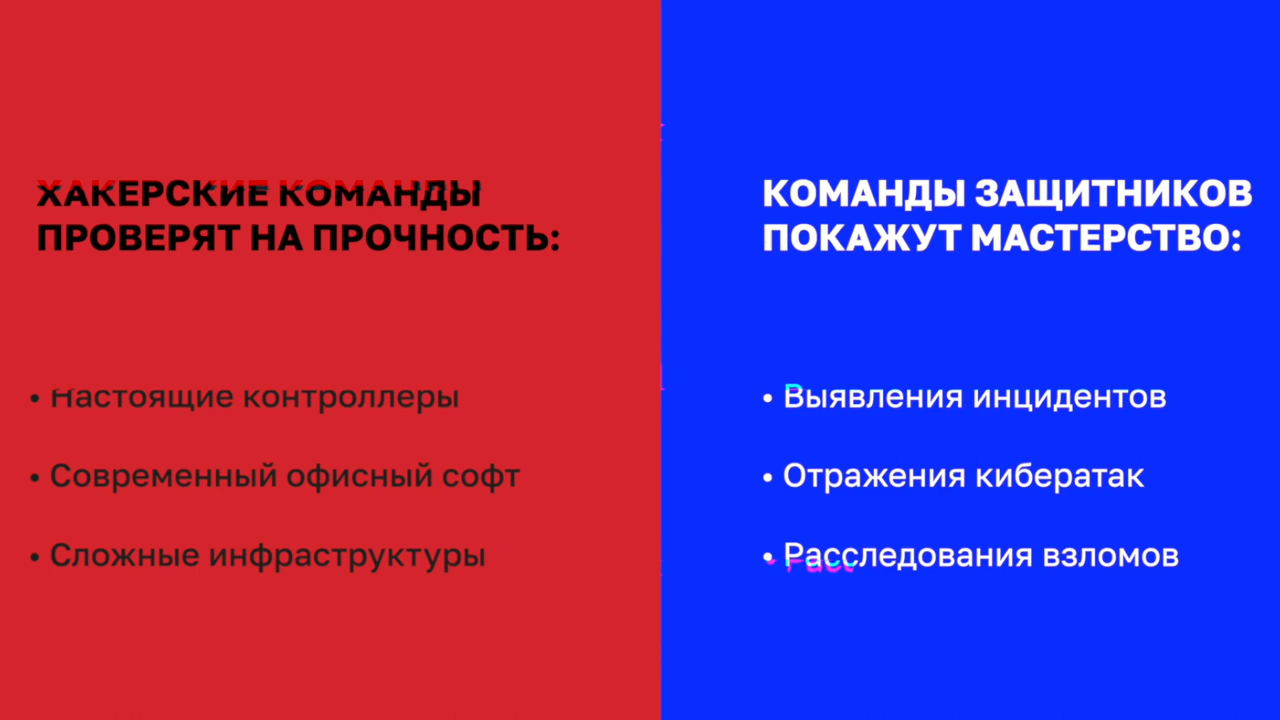 ХАКЕРСКИЕ КОМАНДЫ
ПРОВЕРЯТ НА ПРОЧНОСТЬ:
• Настоящие контроллеры
• Современный офисный софт
• Сложные инфраструктуры
КОМАНДЫ ЗАЩИТНИКОВ
ПОКАЖУТ МАСТЕРСТВО:
• Выявления инцидентов
• Отражения кибератак
• Расследования взломов